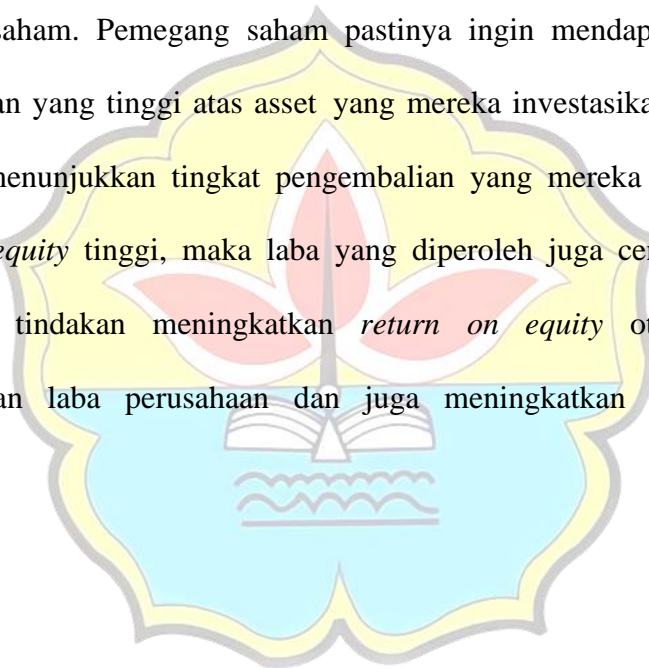 saham. Pemegang saham pastinya ingin mendap
an yang tinggi atas asset yang mereka investasika
menunjukkan tingkat pengembalian yang mereka
equity tinggi, maka laba yang diperoleh juga cer
tindakan meningkatkan return on equity ot
an laba perusahaan dan juga meningkatkan